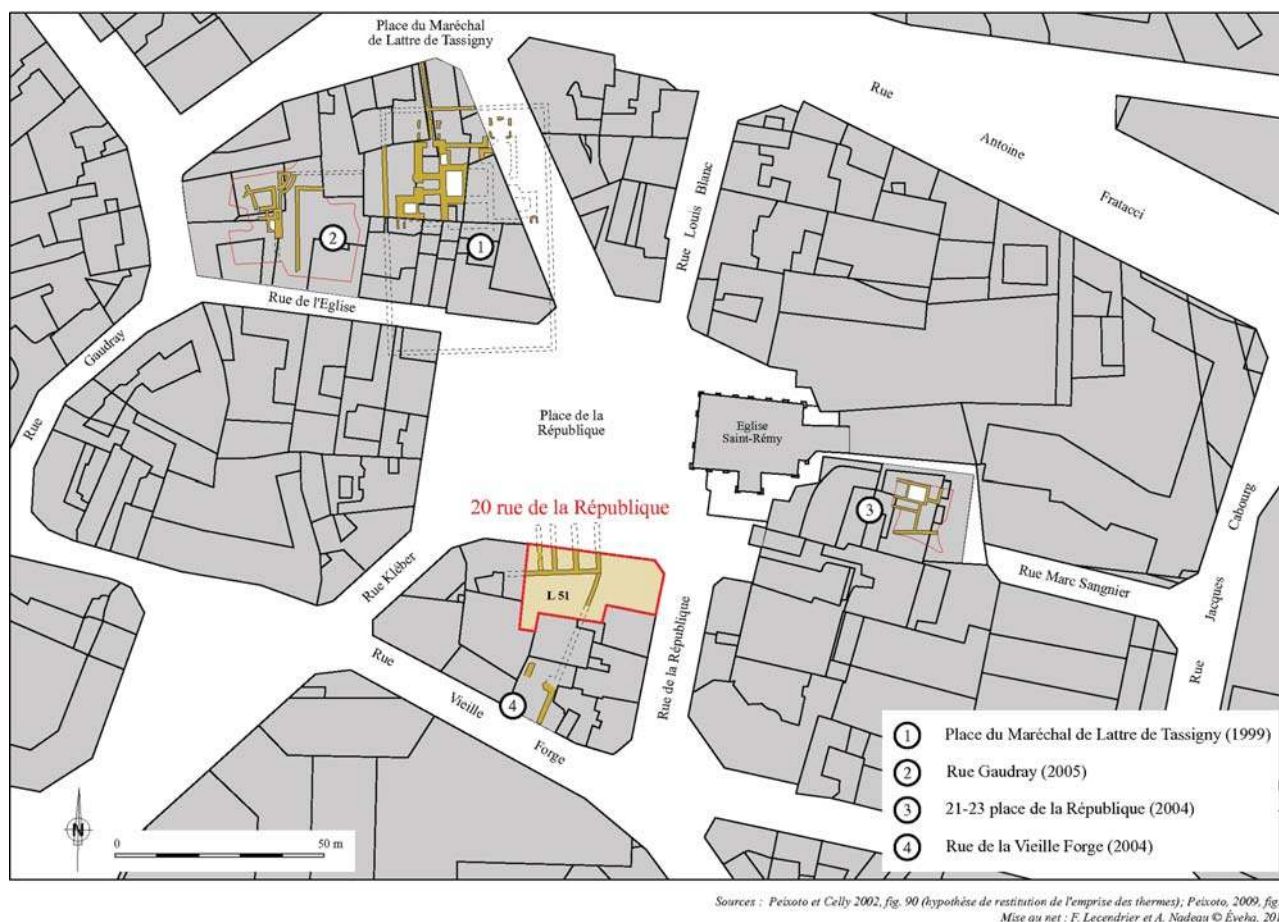 Place du Maréchal
de Lattre de Tassigny
Rue
Antoine
Fratacci
Rue Louis Blanc
2
1
Rue de l'Eglise
Rue
Gaudray
Place de la
République
Eglise
Saint-Rémy
20 rue de la République
3
Rue Kléber
L 51
Rue Marc Sangnier
Rue
Jacques
Cabourg
Rue
Vieille
Forge
4
Rue de la République
1 Place du Maréchal de Lattre de Tassigny (1999)
2 Rue Gaudray (2005)
3 21-23 place de la République (2004)
4 Rue de la Vieille Forge (2004)
N
0 50 m
Sources : Peixoto et Celly 2002, fig. 90 (hypothèse de restitution de l'emprise des thermes); Peixoto, 2009, fig.
Mise au net : F. Lecendrier et A. Nadeau © Éveha, 201